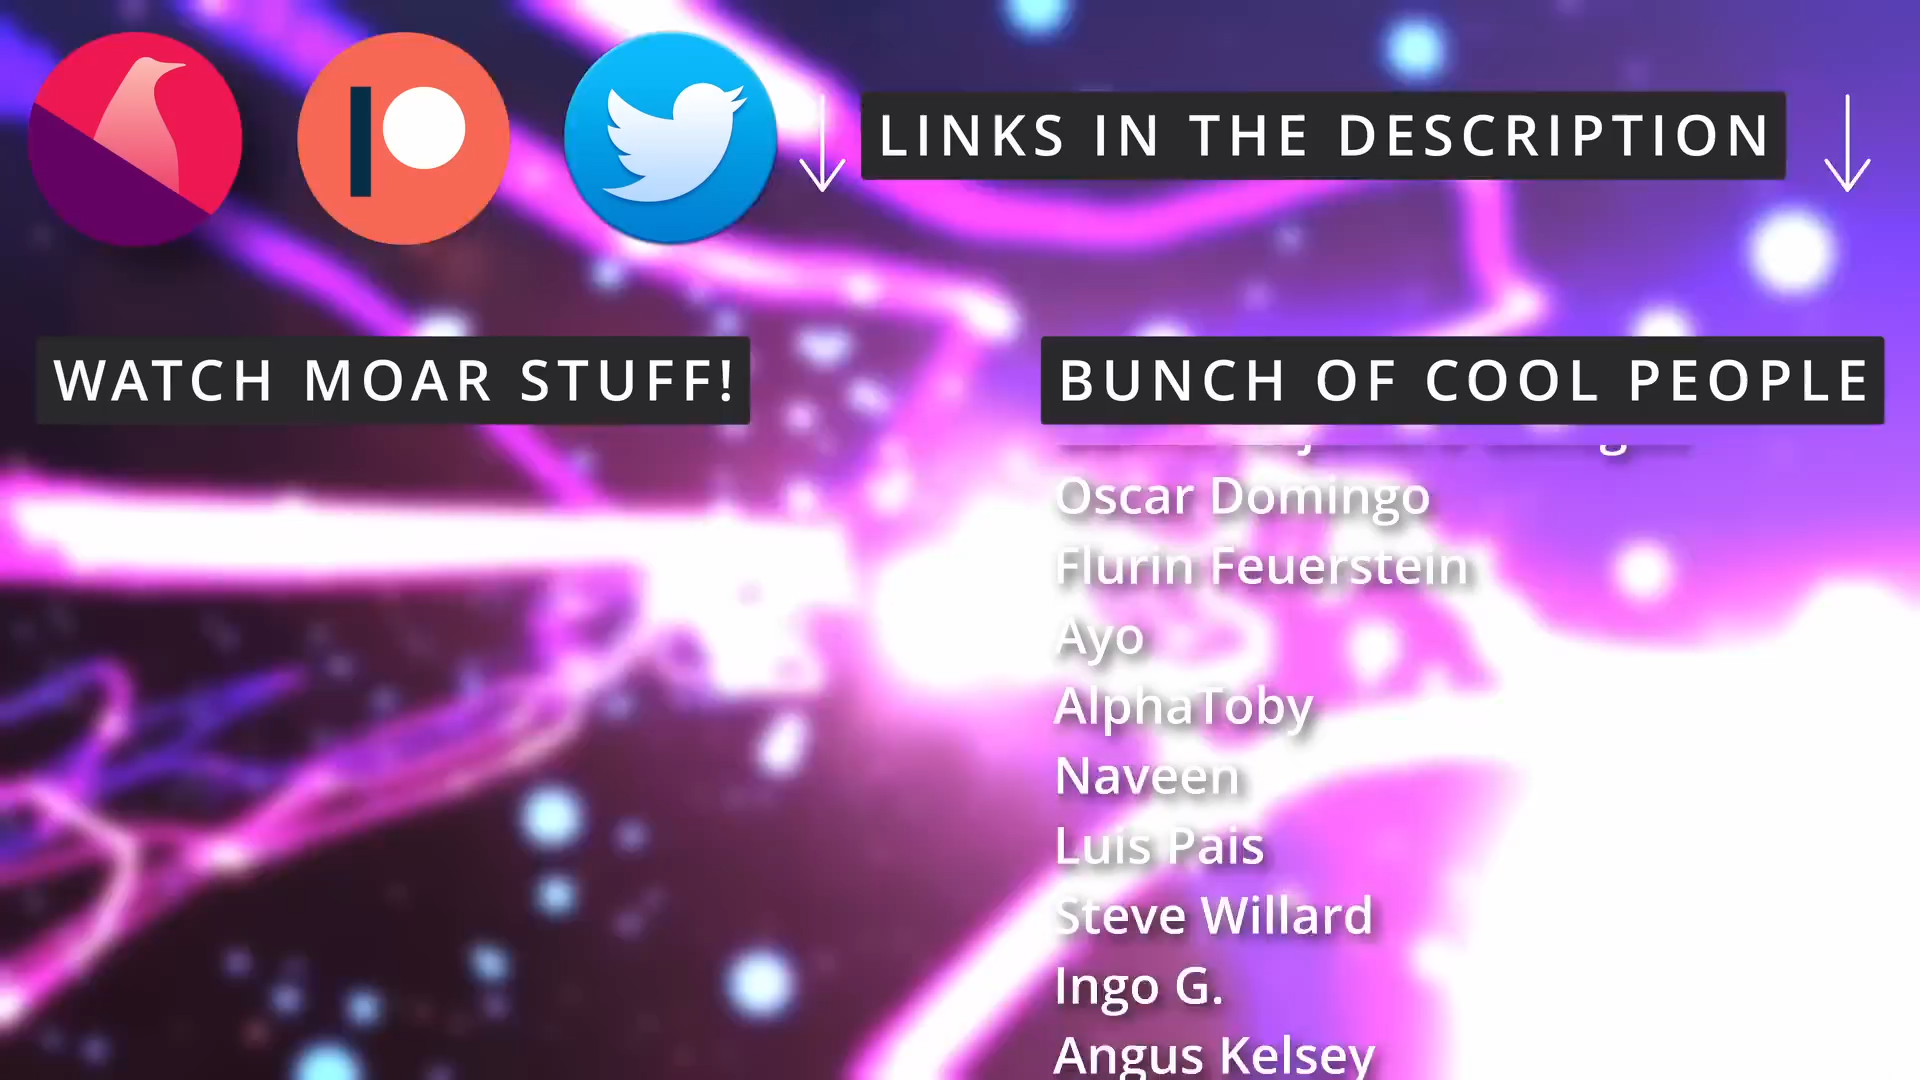 LINKS IN THE DESCRIPTION
WATCH MOAR STUFF!
BUNCH OF COOL PEOPLE
Oscar Domingo
Flurin Feuerstein
Ayo
AlphaToby
Naveen
Luis Pais
Steve Willard
Ingo G.
Angus Kelsey